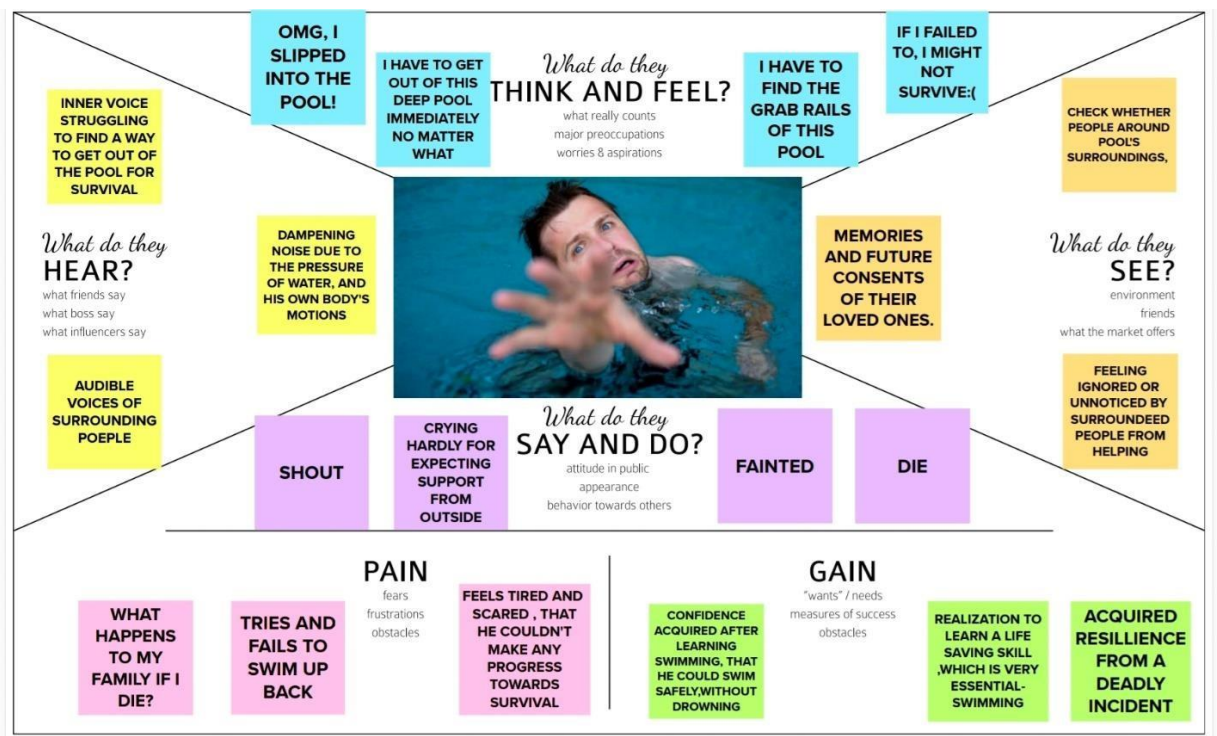 OMG, I
SLIPPED
INTO THE
POOL!
I HAVE TO GET
OUT OF THIS
DEEP POOL
IMMEDIATELY
NO MATTER
WHAT
What do they
THINK AND FEEL?
what really counts
major preoccupations
worries & aspirations
I HAVE TO
FIND THE
GRAB RAILS
OF THIS
POOL
IF I FAILED
TO, I MIGHT
NOT
SURVIVE:(
INNER VOICE
STRUGGLING
TO FIND A WAY
TO GET OUT OF
THE POOL FOR
SURVIVAL
What do they
HEAR?
what friends say
what boss say
what influencers say
DAMPENING
NOISE DUE TO
THE PRESSURE
OF WATER, AND
HIS OWN BODY'S
MOTIONS
AUDIBLE
VOICES OF
SURROUNDING
POEPLE
MEMORIES
AND FUTURE
CONSENTS
OF THEIR
LOVED ONES.
CHECK WHETHER
PEOPLE AROUND
POOL'S
SURROUNDINGS,
What do they
SEE?
environment
friends
what the market offers
FEELING
IGNORED OR
UNNOTICED BY
SURROUNDEED
PEOPLE FROM
HELPING
SHOUT
CRYING
HARDLY FOR
EXPECTING
SUPPORT
FROM
OUTSIDE
What do they
SAY AND DO?
attitude in public
appearance
behavior towards others
FAINTED
DIE
PAIN
fears
frustrations
obstacles
WHAT
HAPPENS
TO MY
FAMILY IF I
DIE?
TRIES AND
FAILS TO
SWIM UP
BACK
FEELS TIRED AND
SCARED , THAT
HE COULDN'T
MAKE ANY
PROGRESS
TOWARDS
SURVIVAL
GAIN
"wants" / needs
measures of success
obstacles
CONFIDENCE
ACQUIRED AFTER
LEARNING
SWIMMING, THAT
HE COULD SWIM
SAFELY,WITHOUT
DROWNING
REALIZATION TO
LEARN A LIFE
SAVING SKILL
,WHICH IS VERY
ESSENTIAL-
SWIMMING
ACQUIRED
RESILLIENCE
FROM A
DEADLY
INCIDENT